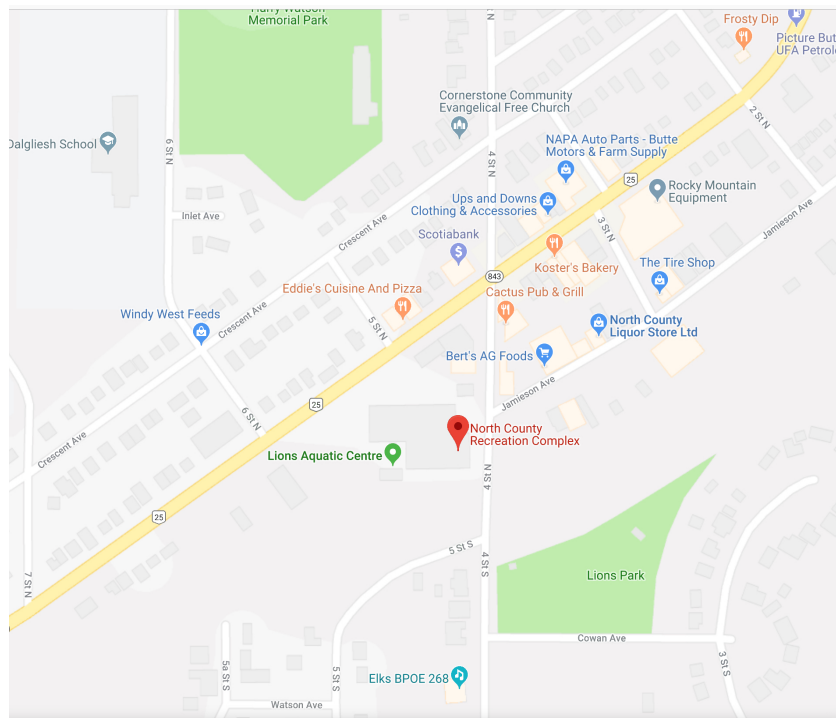 Harry Watson
Memorial Park
Frosty Dip
Picture But
UFA Petrol
N
Cornerstone Community
Evangelical Free Church
2 St N
Dalgliesh School
6 St N
4 St N
NAPA Auto Parts - Butte
Motors & Farm Supply
25
Rocky Mountain
Equipment
Ups and Downs
Clothing & Accessories
Inlet Ave
Crescent Ave
3 St N
Jamieson Ave
Scotiabank
Koster's Bakery
The Tire Shop
843
Eddie's Cuisine And Pizza
Cactus Pub & Grill
Windy West Feeds
Crescent Ave
5 St N
North County
Liquor Store Ltd
Bert's AG Foods
Jamieson Ave
25
6 St N
North County
Recreation Complex
Crescent Ave
Lions Aquatic Centre
4 St N
25
5 St S
4 St S
Lions Park
7 St N
Cowan Ave
5a St S
5 St S
3 St S
Elks BPOE 268
Watson Ave